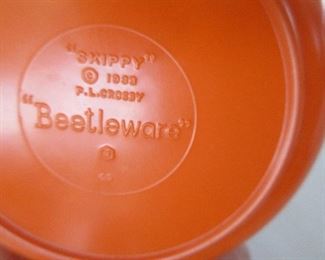 "SKIPPY"
© 1933
P.L.CROSBY
"Beetleware"